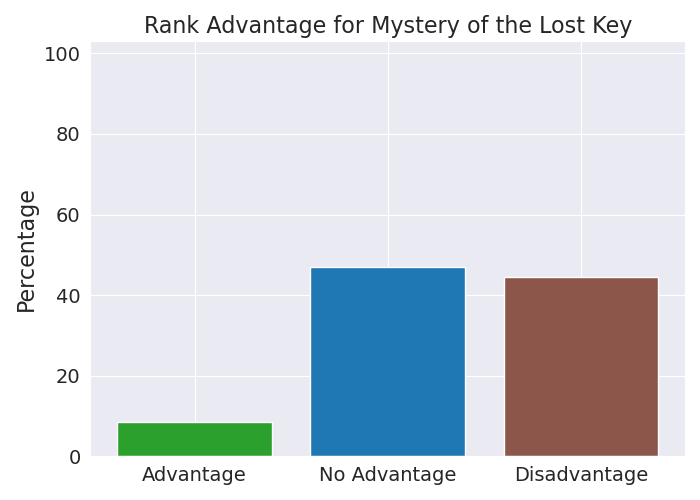 Rank Advantage for Mystery of the Lost Key
Percentage
100
80
60
40
20
0
Advantage
No Advantage
Disadvantage